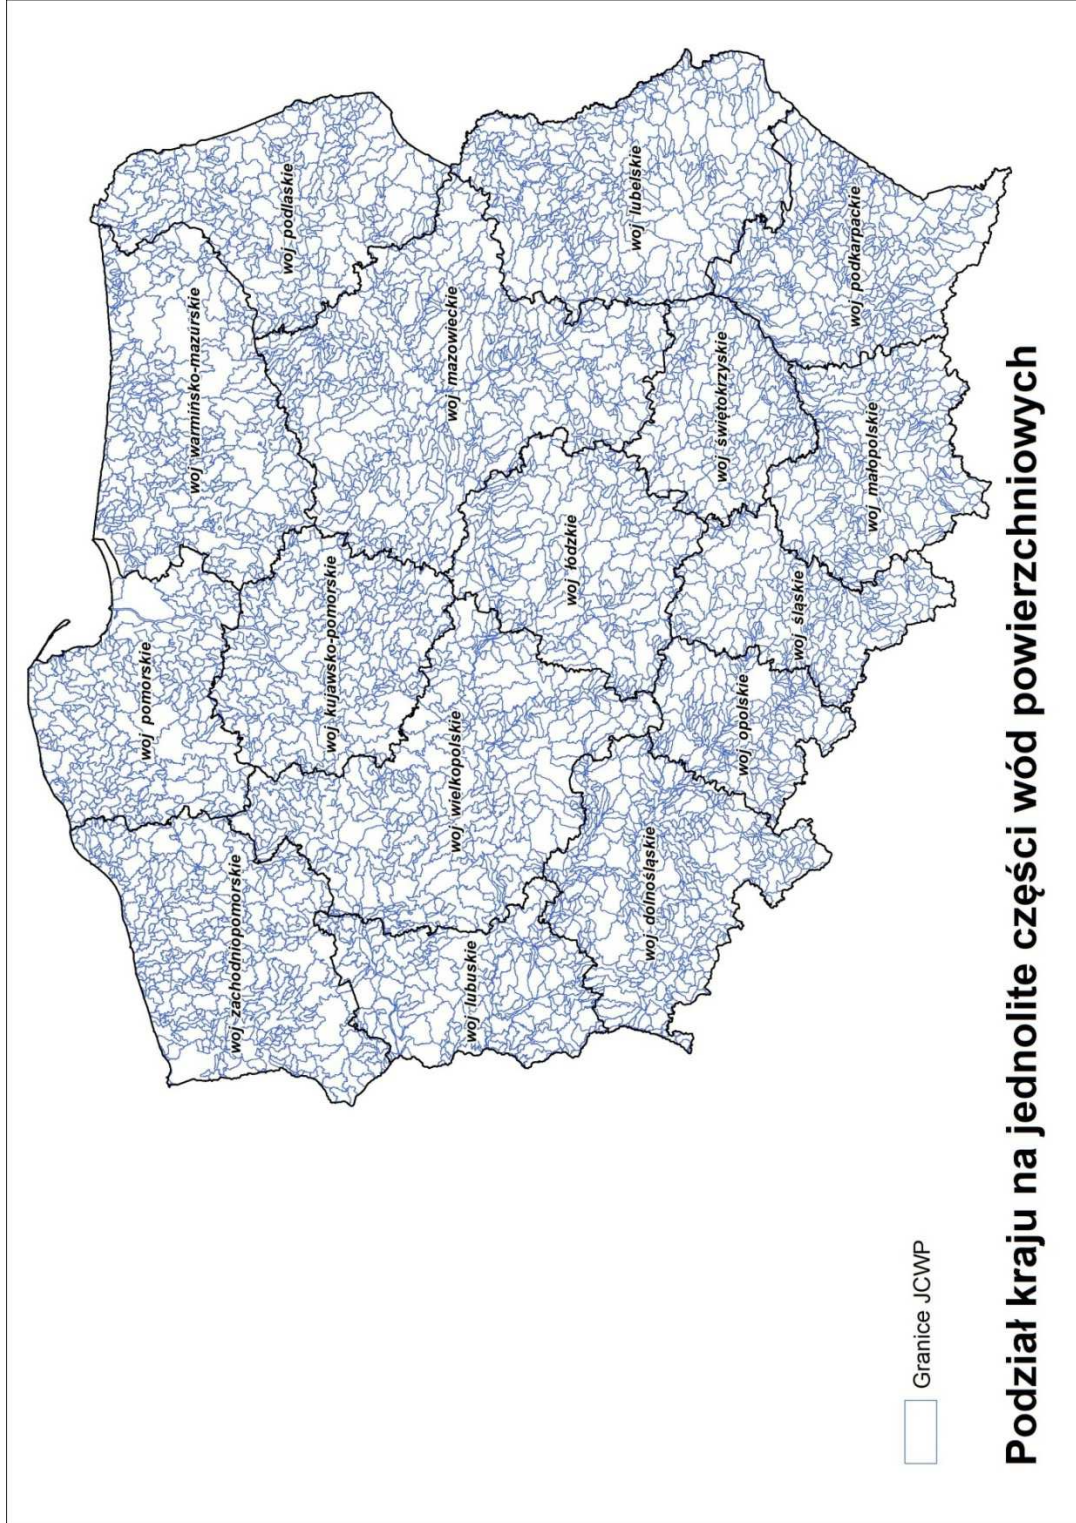 woj pomorskie
woj warmińsko-mazurskie
woj podlaskie
woj zachodniopomorskie
woj kujawsko-pomorskie
woj mazowieckie
woj wielkopolskie
woj lubuskie
woj łódzkie
woj lubelskie
woj dolnośląskie
woj świętokrzyskie
woj opolskie
woj śląskie
woj małopolskie
woj podkarpackie
Granice JCWP
Podział kraju na jednolite części wód powierzchniowych